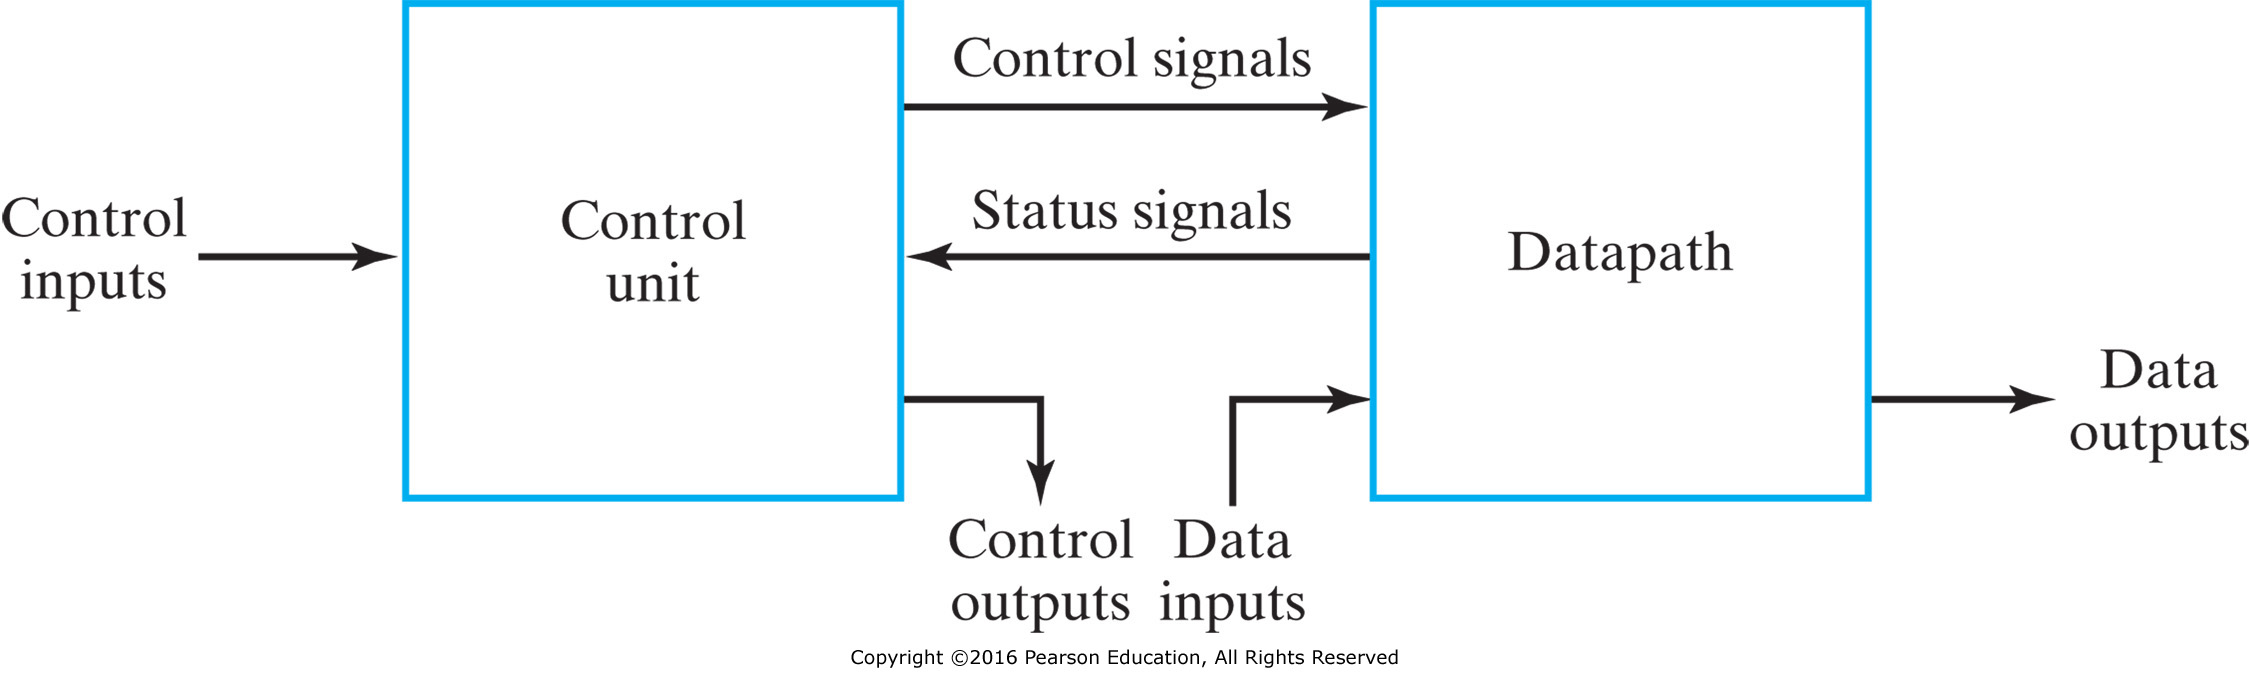 Control signals
Control
inputs
Control
unit
Status signals
Datapath
Data
outputs
Control
outputs
Data
inputs
Copyright ©2016 Pearson Education, All Rights Reserved